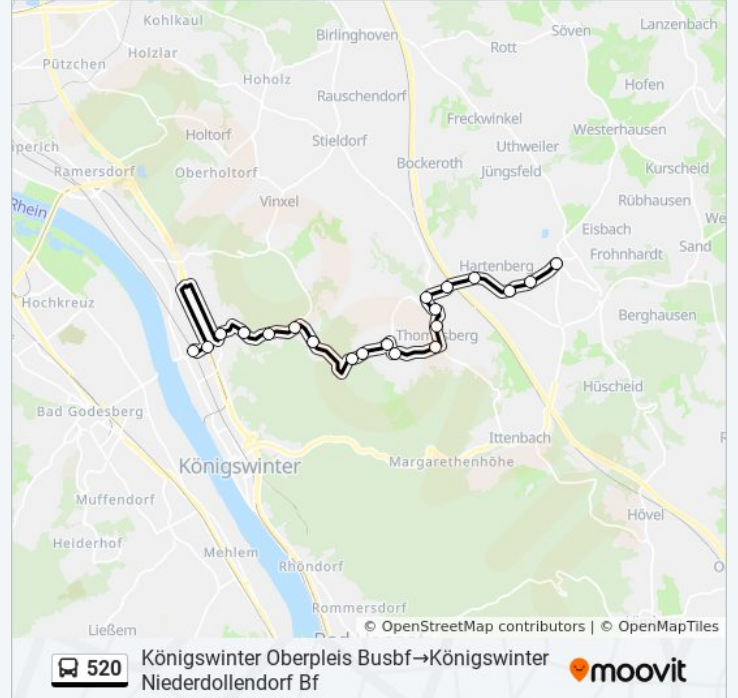 Kohlkaul
Lanzenbach
Söven
Birlinghoven
Rott
Holzlar
Pützchen
Hoholz
Hofen
Rauschendorf
Freckwinkel
Westerhausen
Holtorf
Stieldorf
Uthweiler
iperich
Bockeroth
Kurscheid
Ramersdorf
Oberholtorf
Jüngsfeld
Vinxel
Rübhausen
Rhein
We
Eisbach
Sand
Frohnhardt
Hartenberg
Hochkreuz
Berghausen
Hüscheid
Bad Godesberg
Ittenbach
Königswinter
Margarethenhöhe
Muffendorf
Hövel
Heiderhof
Mehlem
Rhöndorf
Rommersdorf
Ließem
© OpenStreetMap contributors | © OpenMapTiles
520
Königswinter Oberpleis Busbf→Königswinter
Niederdollendorf Bf
moovit